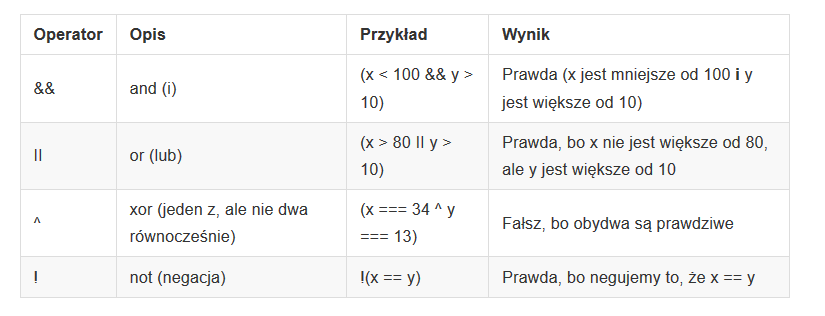 Operator Opis Przykład Wynik
&& and (i) (x < 100 && y > 10) Prawda (x jest mniejsze od 100 i y jest większe od 10)
|| or (lub) (x > 80 || y > 10) Prawda, bo x nie jest większe od 80, ale y jest większe od 10
^ xor (jeden z, ale nie dwa równocześnie) (x === 34 ^ y === 13) Fałsz, bo obydwa są prawdziwe
! not (negacja) !(x == y) Prawda, bo negujemy to, że x == y